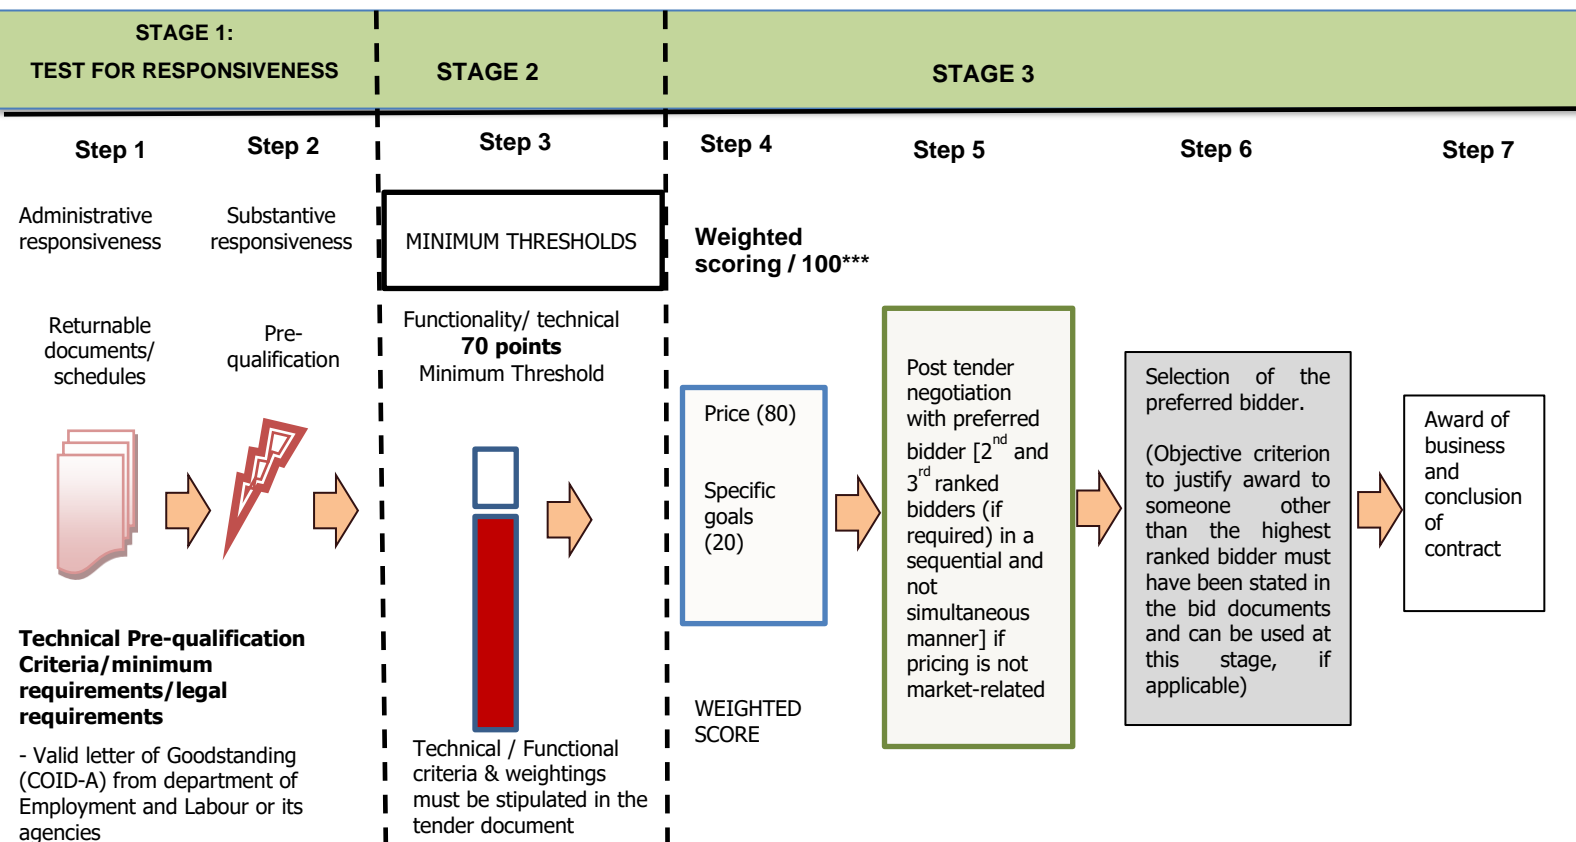 STAGE 1:
TEST FOR RESPONSIVENESS
STAGE 2
STAGE 3
Step 1
Step 2
Step 3
Step 4
Step 5
Step 6
Step 7
Administrative
responsiveness
Substantive
responsiveness
MINIMUM THRESHOLDS
Weighted
scoring / 100***
Returnable
documents/
schedules
Pre-
qualification
Functionality/ technical
70 points
Minimum Threshold
Price (80)
Specific
goals
(20)
WEIGHTED
SCORE
Post tender
negotiation
with preferred
bidder [2nd and
3rd ranked
bidders (if
required) in a
sequential and
not
simultaneous
manner] if
pricing is not
market-related
Selection of the
preferred bidder.
(Objective criterion
to justify award to
someone other
than the highest
ranked bidder must
have been stated in
the bid documents
and can be used at
this stage, if
applicable)
Award of
business
and
conclusion
of
contract
Technical Pre-qualification
Criteria/minimum
requirements/legal
requirements
- Valid letter of Goodstanding
(COID-A) from department of
Employment and Labour or its
agencies
Technical / Functional
criteria & weightings
must be stipulated in the
tender document